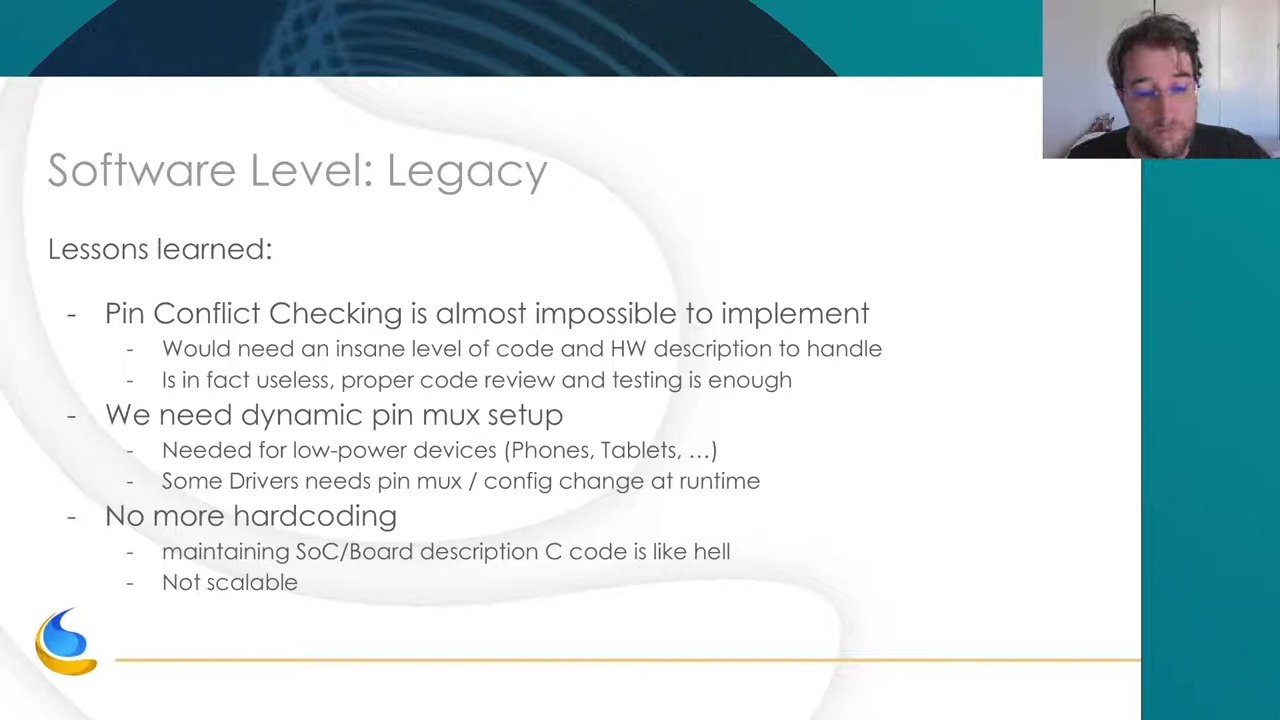 Software Level: Legacy
Lessons learned:
- Pin Conflict Checking is almost impossible to implement
- Would need an insane level of code and HW description to handle
- Is in fact useless, proper code review and testing is enough
- We need dynamic pin mux setup
- Needed for low-power devices (Phones, Tablets, …)
- Some Drivers needs pin mux / config change at runtime
- No more hardcoding
- maintaining SoC/Board description C code is like hell
- Not scalable